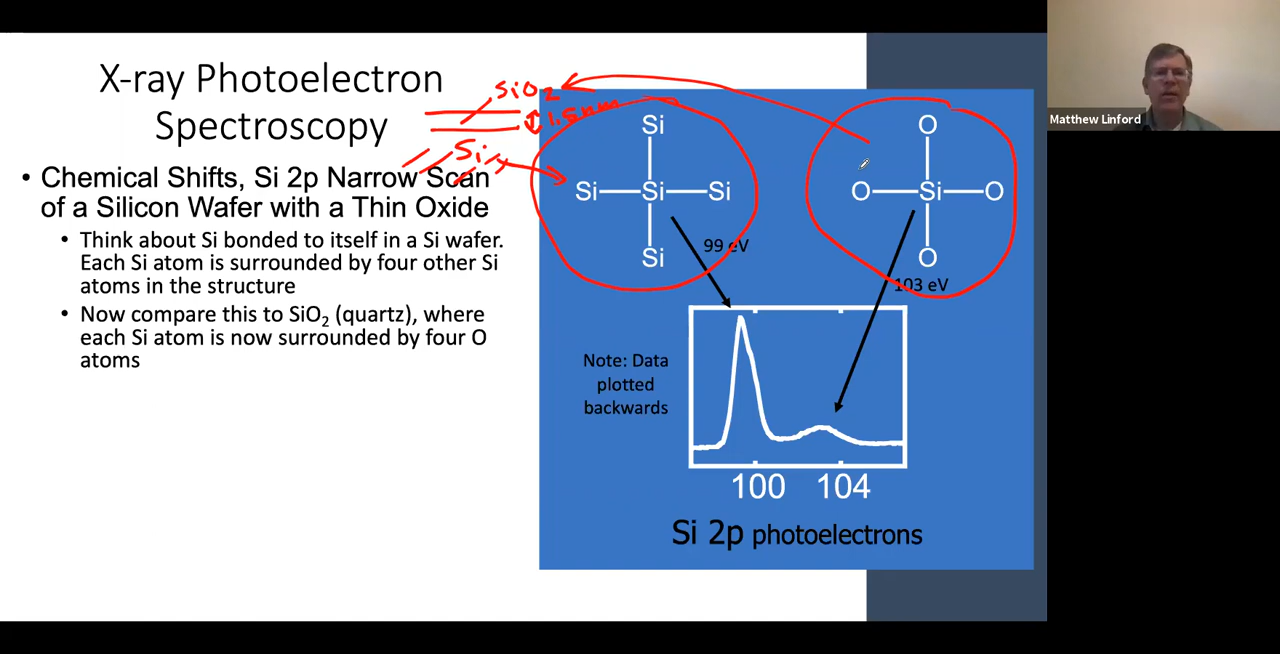 X-ray Photoelectron
Spectroscopy
• Chemical Shifts, Si 2p Narrow Scan
of a Silicon Wafer with a Thin Oxide
• Think about Si bonded to itself in a Si wafer.
Each Si atom is surrounded by four other Si
atoms in the structure
• Now compare this to SiO₂ (quartz), where
each Si atom is now surrounded by four O
atoms
SiO₂
1.5nm
Si
Si
Si Si Si
Si
99 eV
O
O Si O
O
103 eV
Note: Data
plotted
backwards
100 104
Si 2p photoelectrons
Matthew Linford